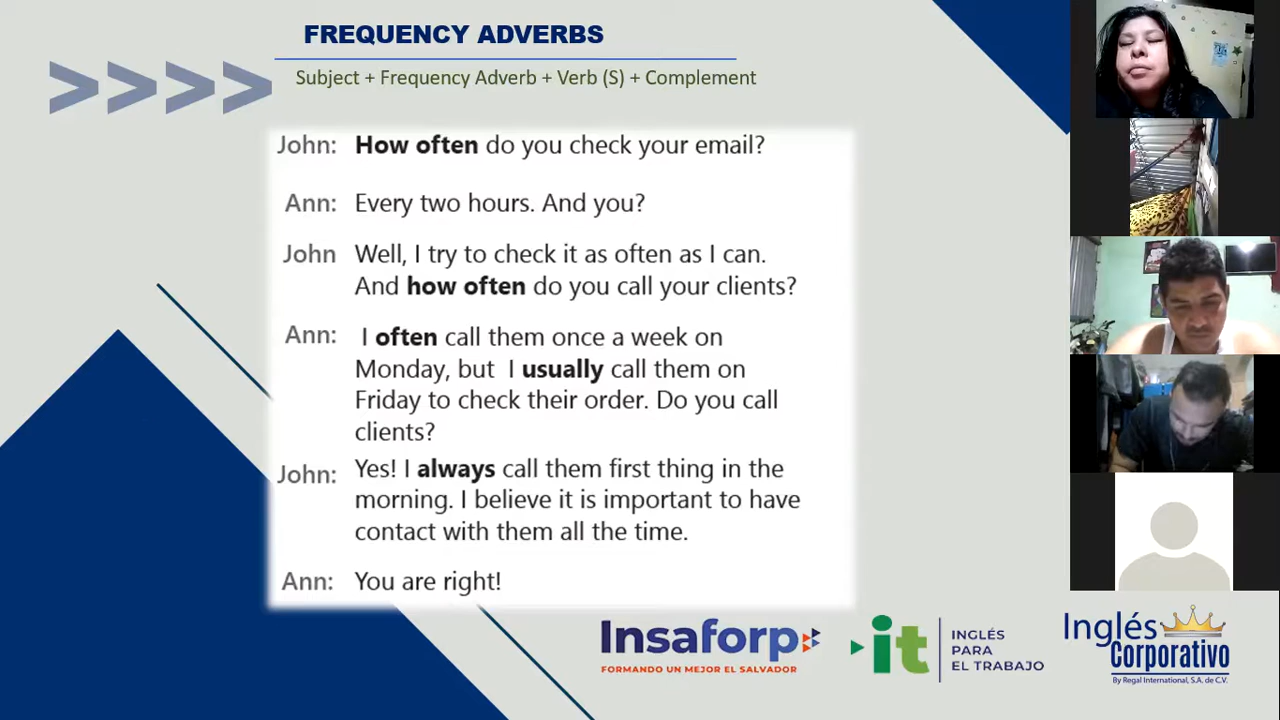 FREQUENCY ADVERBS
Subject + Frequency Adverb + Verb (S) + Complement
John: How often do you check your email?
Ann: Every two hours. And you?
John Well, I try to check it as often as I can.
And how often do you call your clients?
Ann: I often call them once a week on
Monday, but I usually call them on
Friday to check their order. Do you call
clients?
John: Yes! I always call them first thing in the
morning. I believe it is important to have
contact with them all the time.
Ann: You are right!
Insaforp
FORMANDO UN MEJOR EL SALVADOR
it
INGLÉS
PARA
EL TRABAJO
Inglés
Corporativo
By Regal International, S.A. de C.V.